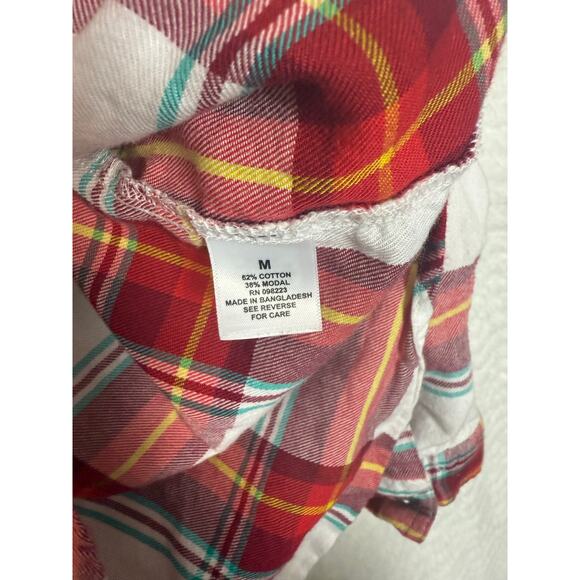 M
62% COTTON
38% MODAL
RN 098223
MADE IN BANGLADESH
SEE REVERSE
FOR CARE